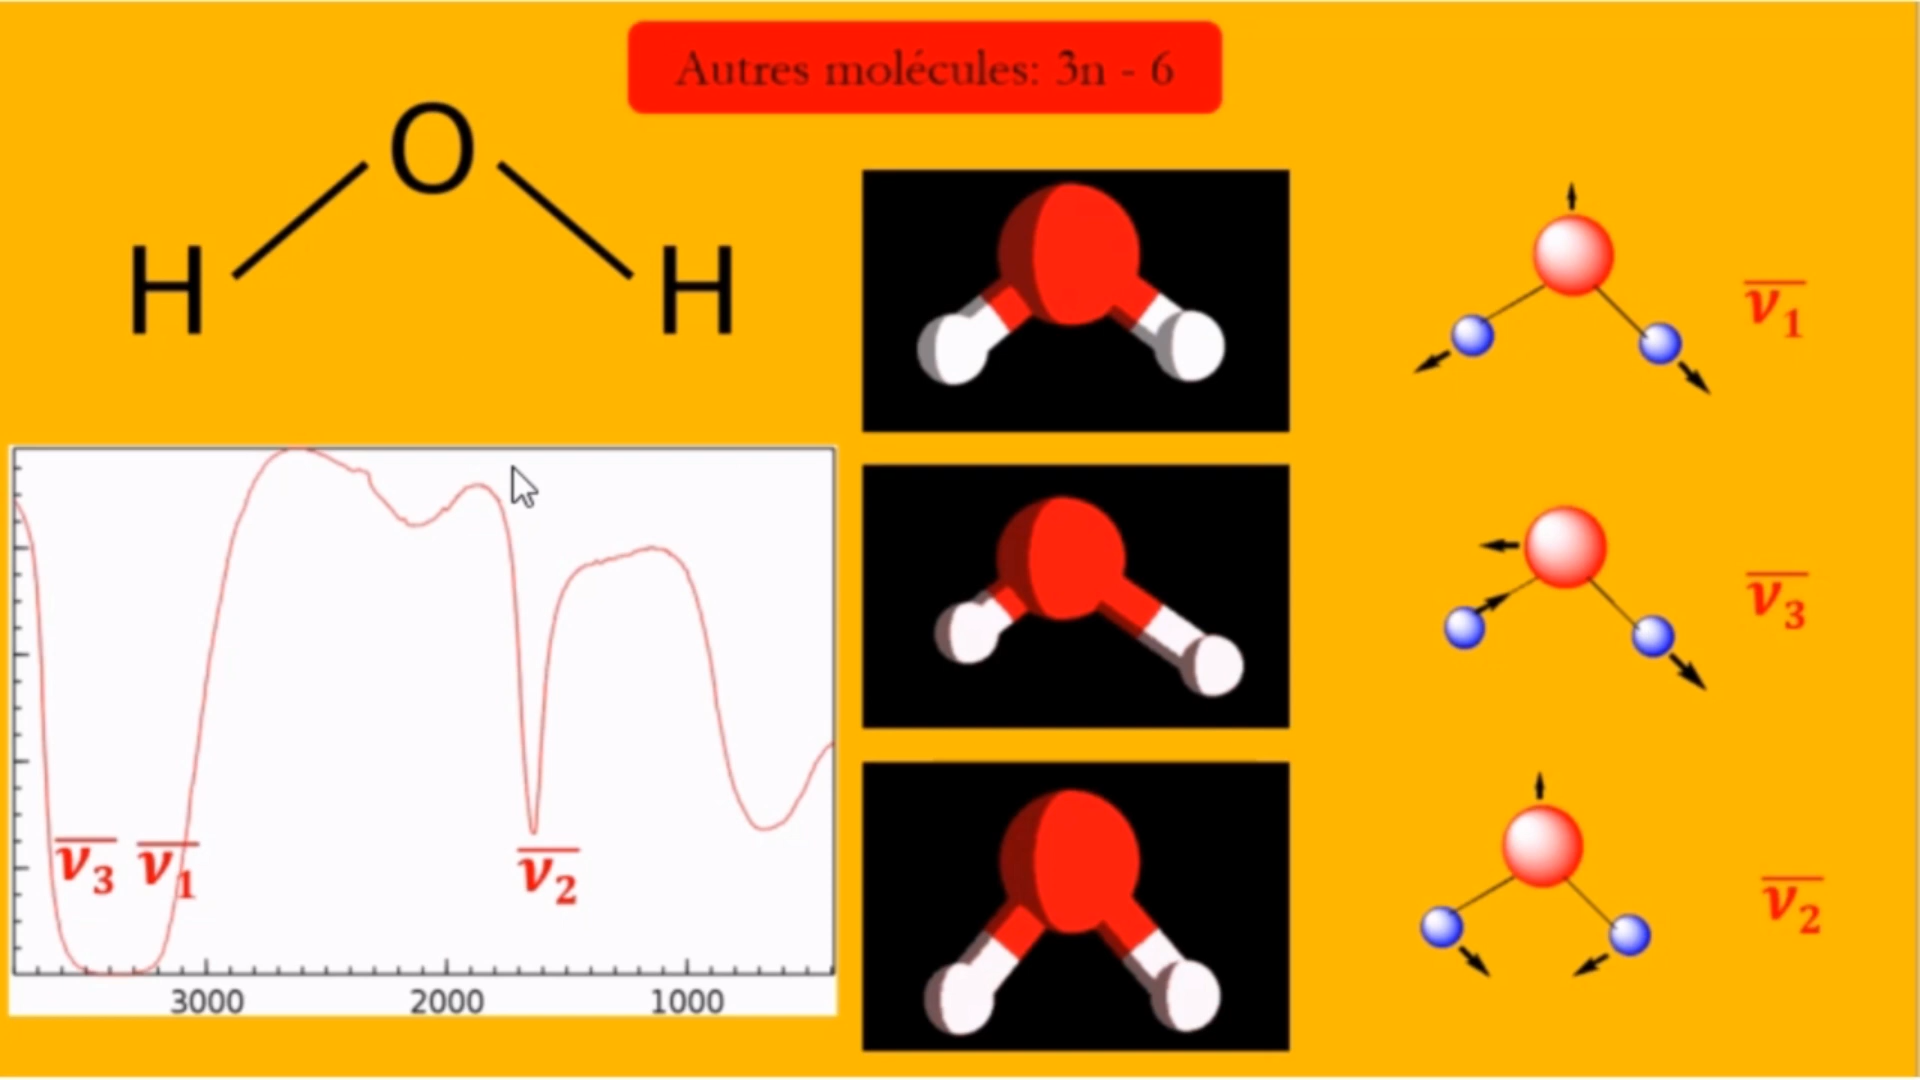 Autres molécules: 3n - 6
O
H H
ν̅₁
ν̅₃
ν̅₂
ν̅₃ ν̅₁
ν̅₂
3000 2000 1000